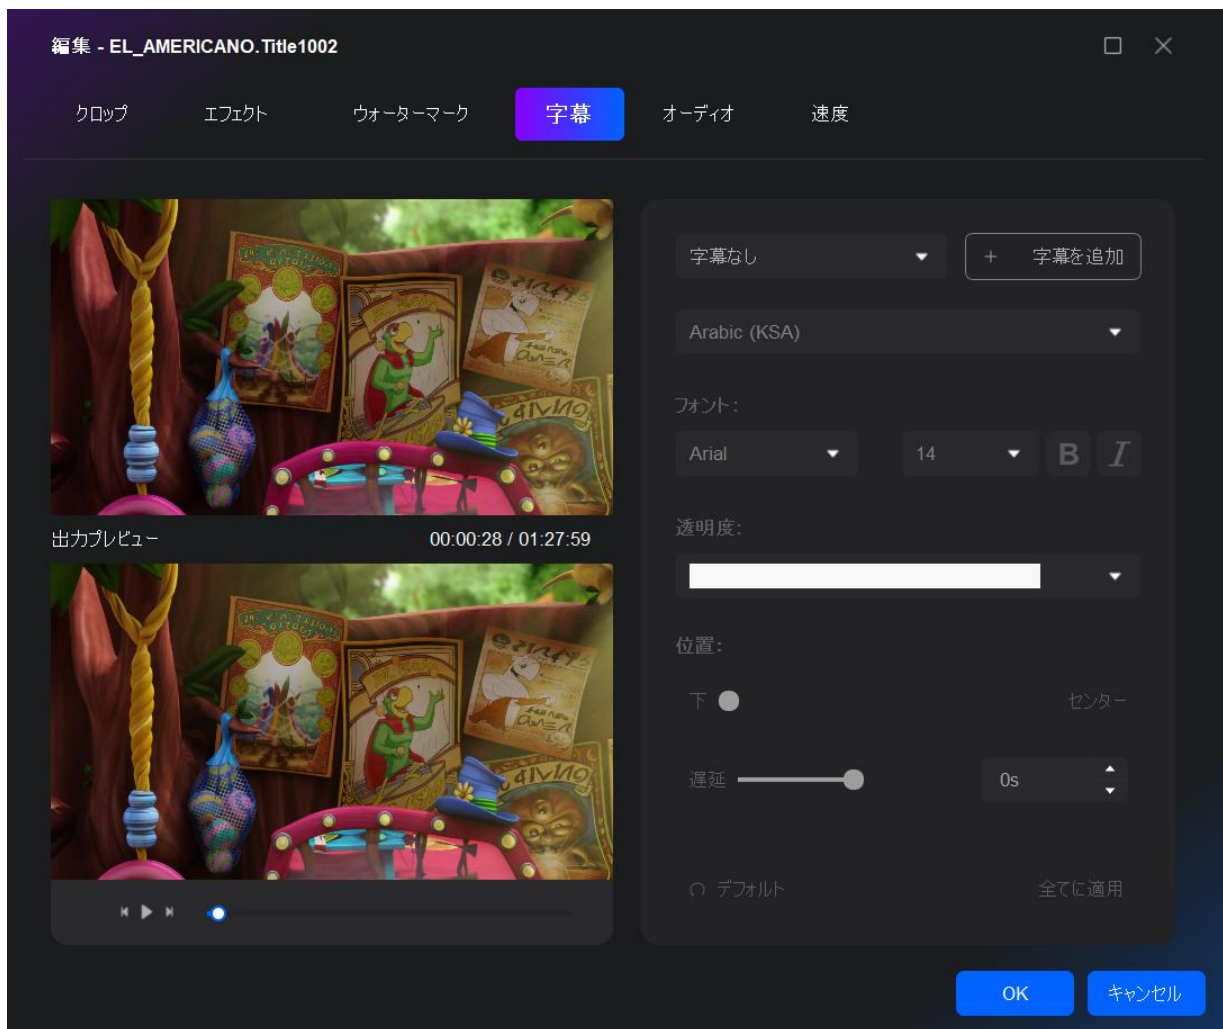 編集 - EL_AMERICANO.Title1002
クロップ エフェクト ウォーターマーク 字幕 オーディオ 速度
字幕なし + 字幕を追加
Arabic (KSA)
フォント:
Arial 14 B I
出力プレビュー 00:00:28 / 01:27:59
透明度:
位置:
下 センター
遅延 0s
デフォルト 全てに適用
OK キャンセル